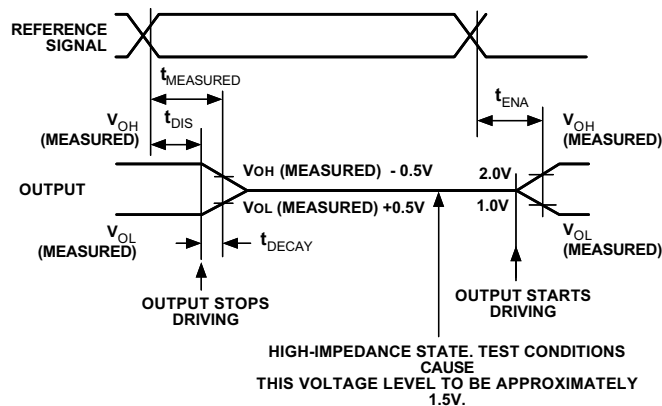 REFERENCE
SIGNAL
tMEASURED
tDIS
tENA
VOH
(MEASURED)
VOH
(MEASURED)
VOH (MEASURED) - 0.5V
2.0V
OUTPUT
VOL (MEASURED) +0.5V
1.0V
VOL
(MEASURED)
tDECAY
VOL
(MEASURED)
OUTPUT STOPS
DRIVING
OUTPUT STARTS
DRIVING
HIGH-IMPEDANCE STATE. TEST CONDITIONS
CAUSE
THIS VOLTAGE LEVEL TO BE APPROXIMATELY
1.5V.